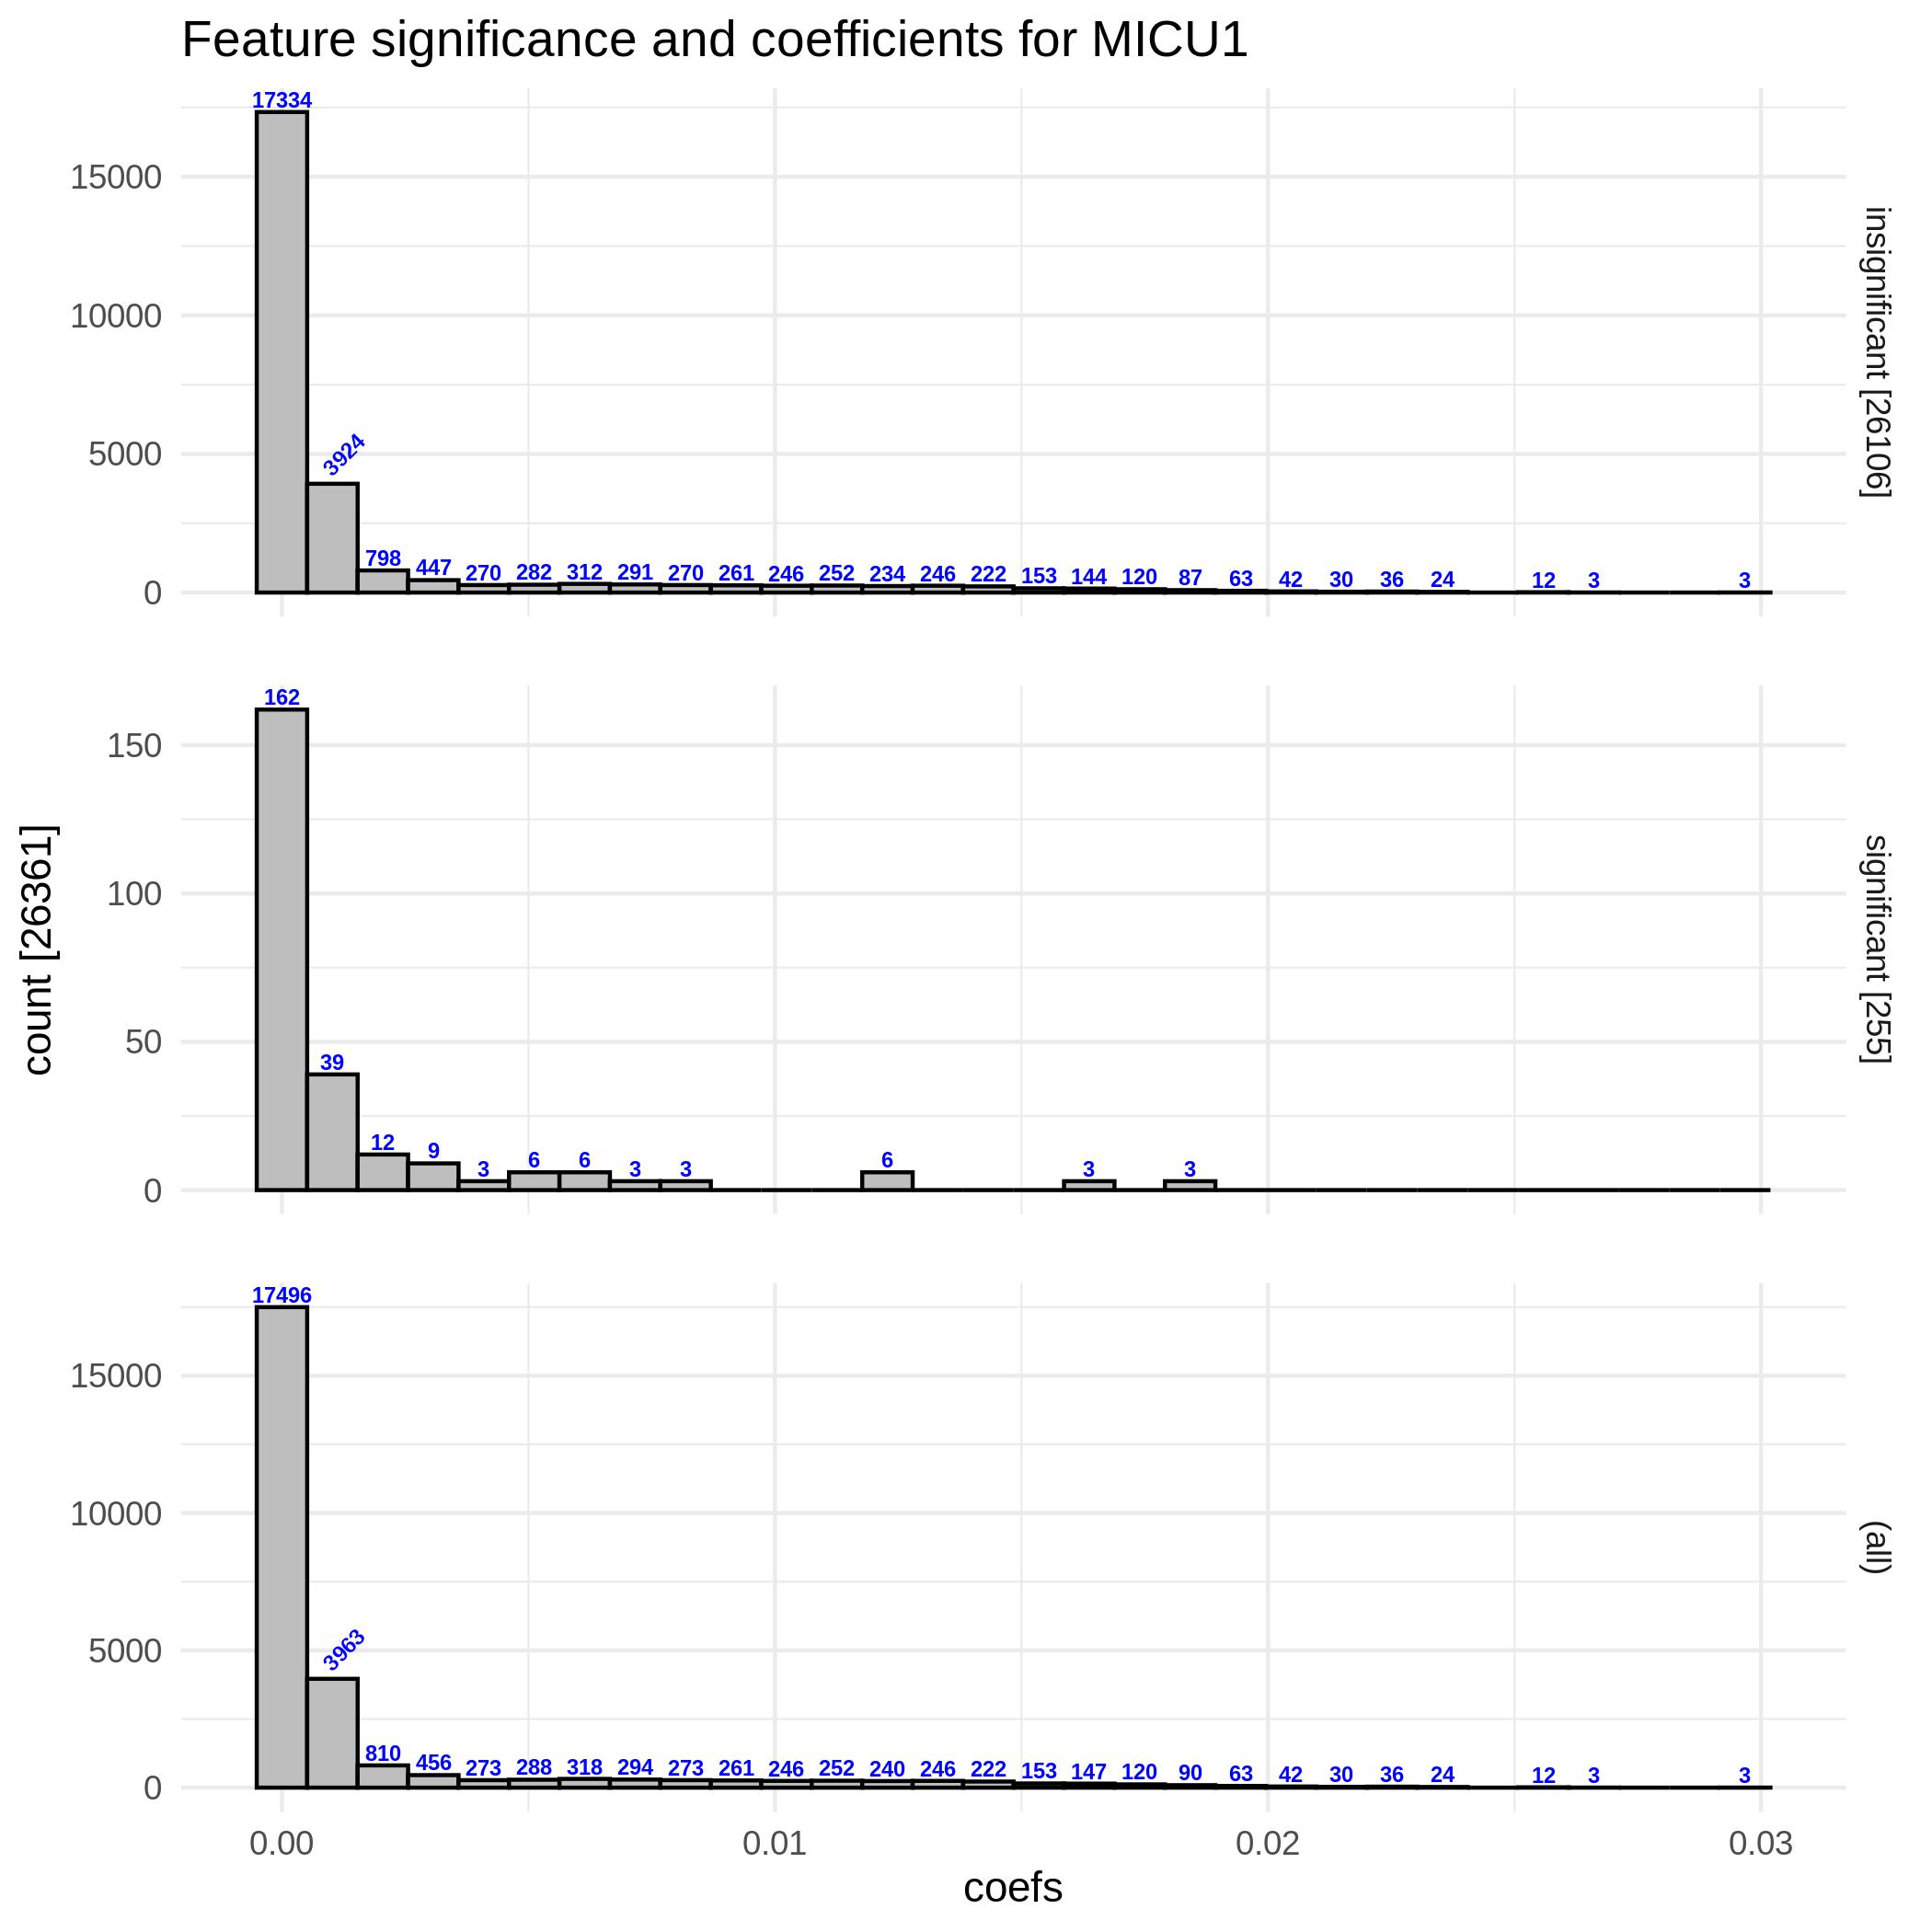 Feature significance and coefficients for MICU1
17334
3924
798 447 270 282 312 291 270 261 246 252 234 246 222 153 144 120 87 63 42 30 36 24 12 3 3
15000
10000
5000
0
insignificant [26106]
162
39
12 9 3 6 6 3 3 6 3 3
150
100
50
0
count [26361]
significant [255]
17496
3963
810 456 273 288 318 294 273 261 246 252 240 246 222 153 147 120 90 63 42 30 36 24 12 3 3
15000
10000
5000
0
(all)
0.00 0.01 0.02 0.03
coefs